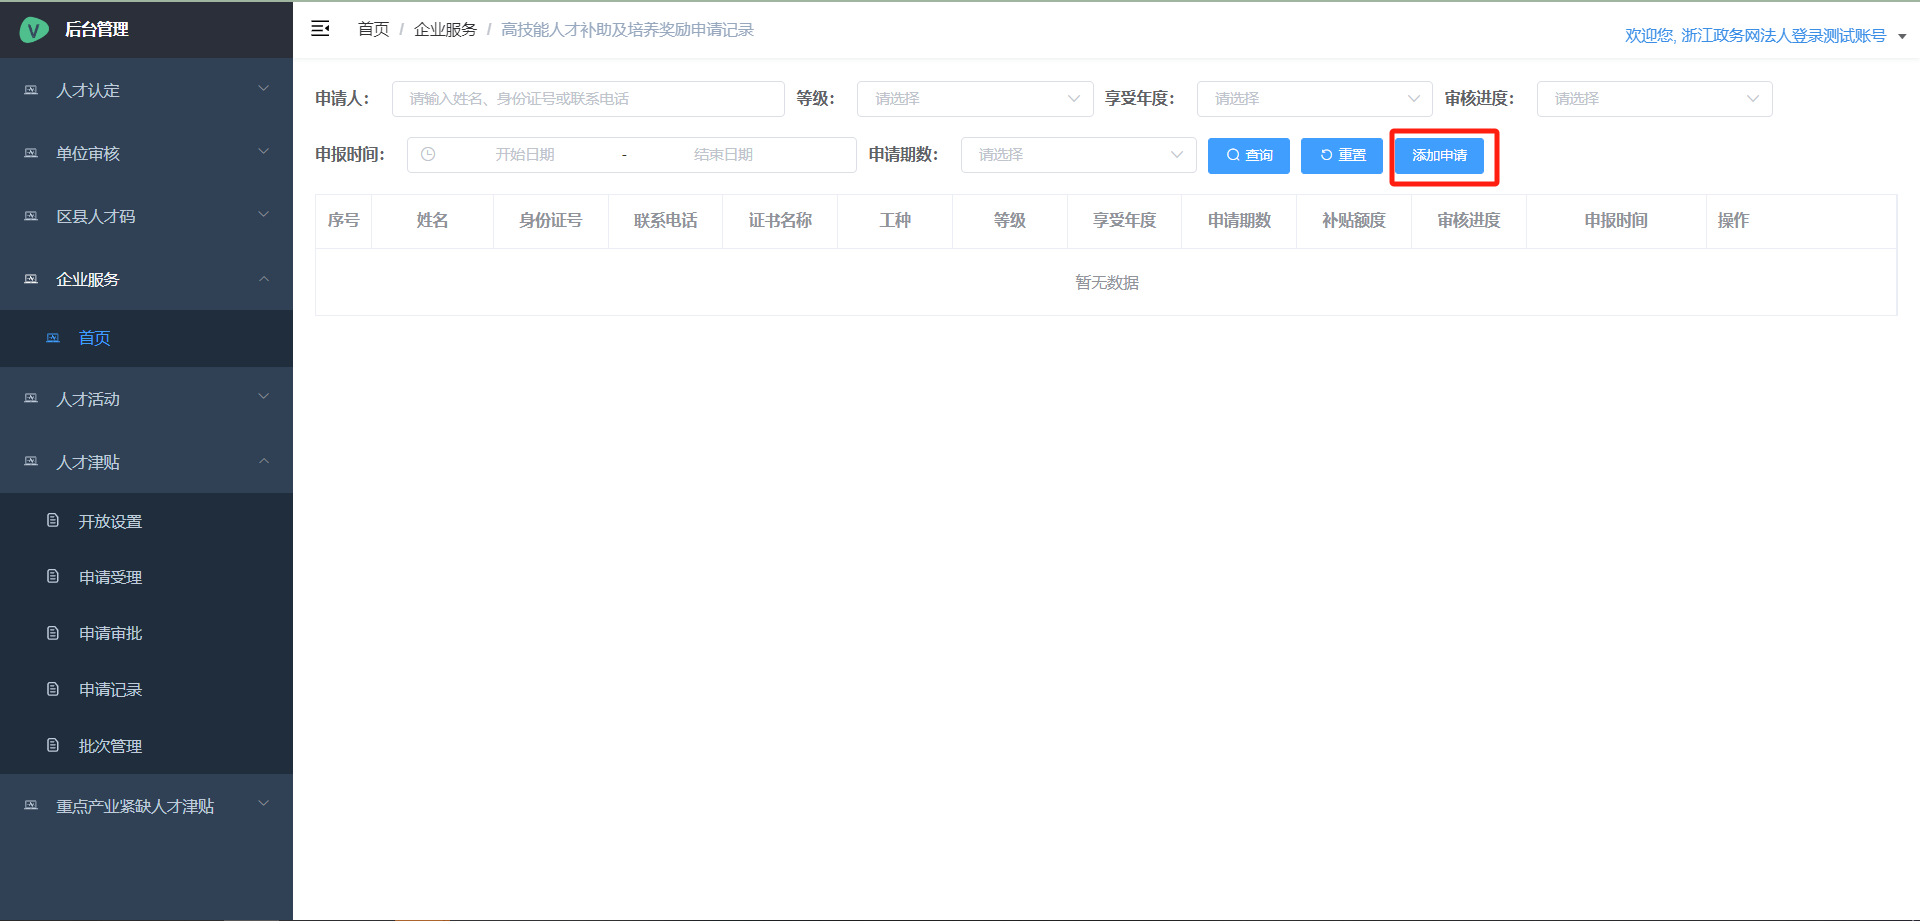 后台管理
首页 / 企业服务 / 高技能人才补助及培养奖励申请记录
欢迎您, 浙江政务网法人登录测试账号
人才认定
单位审核
区县人才码
企业服务
首页
人才活动
人才津贴
开放设置
申请受理
申请审批
申请记录
批次管理
重点产业紧缺人才津贴
申请人： 请输入姓名、身份证号或联系电话 等级： 请选择 享受年度： 请选择 审核进度： 请选择
申报时间： 开始日期 - 结束日期 申请期数： 请选择 查询 重置 添加申请
序号 姓名 身份证号 联系电话 证书名称 工种 等级 享受年度 申请期数 补贴额度 审核进度 申报时间 操作
暂无数据